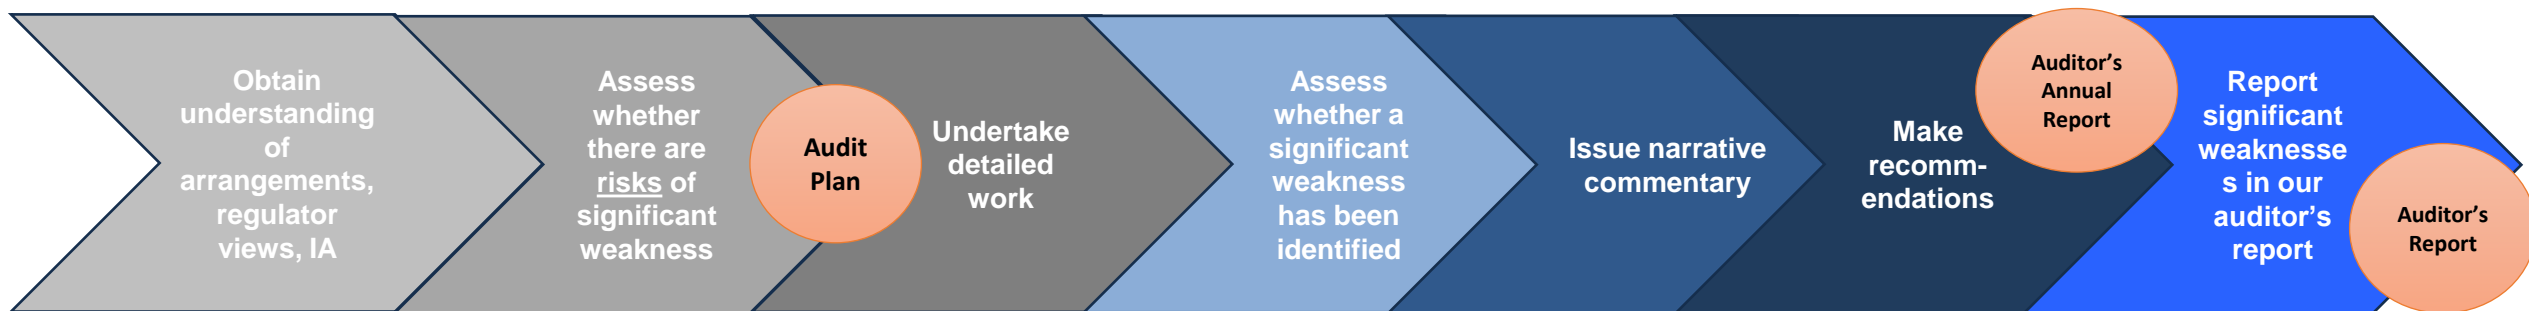 Obtain
understanding
of
arrangements,
regulator
views, IA
Assess
whether
there are
risks of
significant
weakness
Audit
Plan
Undertake
detailed
work
Assess
whether a
significant
weakness
has been
identified
Issue narrative
commentary
Make
recomm-
endations
Auditor’s
Annual
Report
Report
significant
weaknesse
s in our
auditor’s
report
Auditor’s
Report